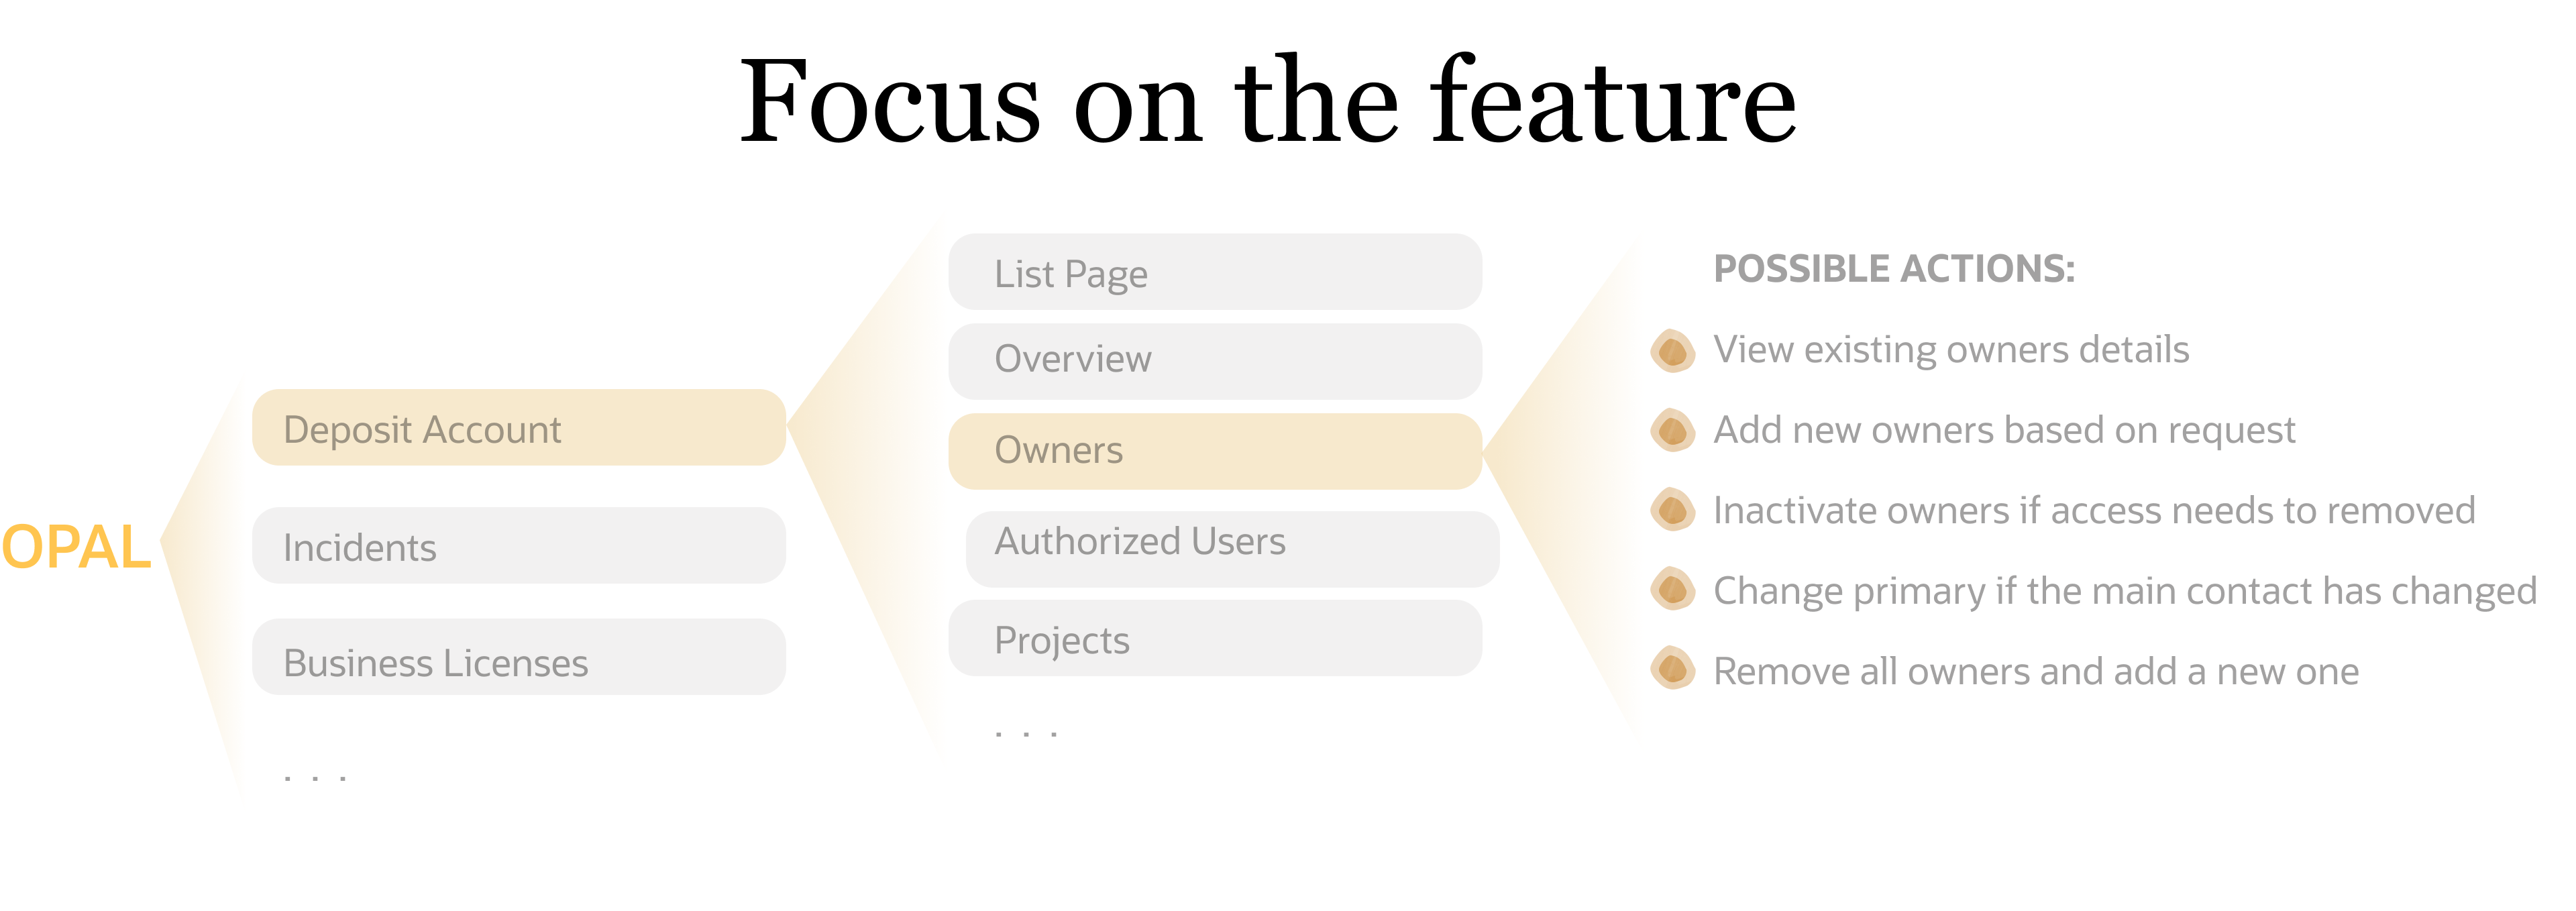 Focus on the feature
OPAL
Deposit Account
Incidents
Business Licenses
. . .
List Page
Overview
Owners
Authorized Users
Projects
. . .
POSSIBLE ACTIONS:
View existing owners details
Add new owners based on request
Inactivate owners if access needs to removed
Change primary if the main contact has changed
Remove all owners and add a new one